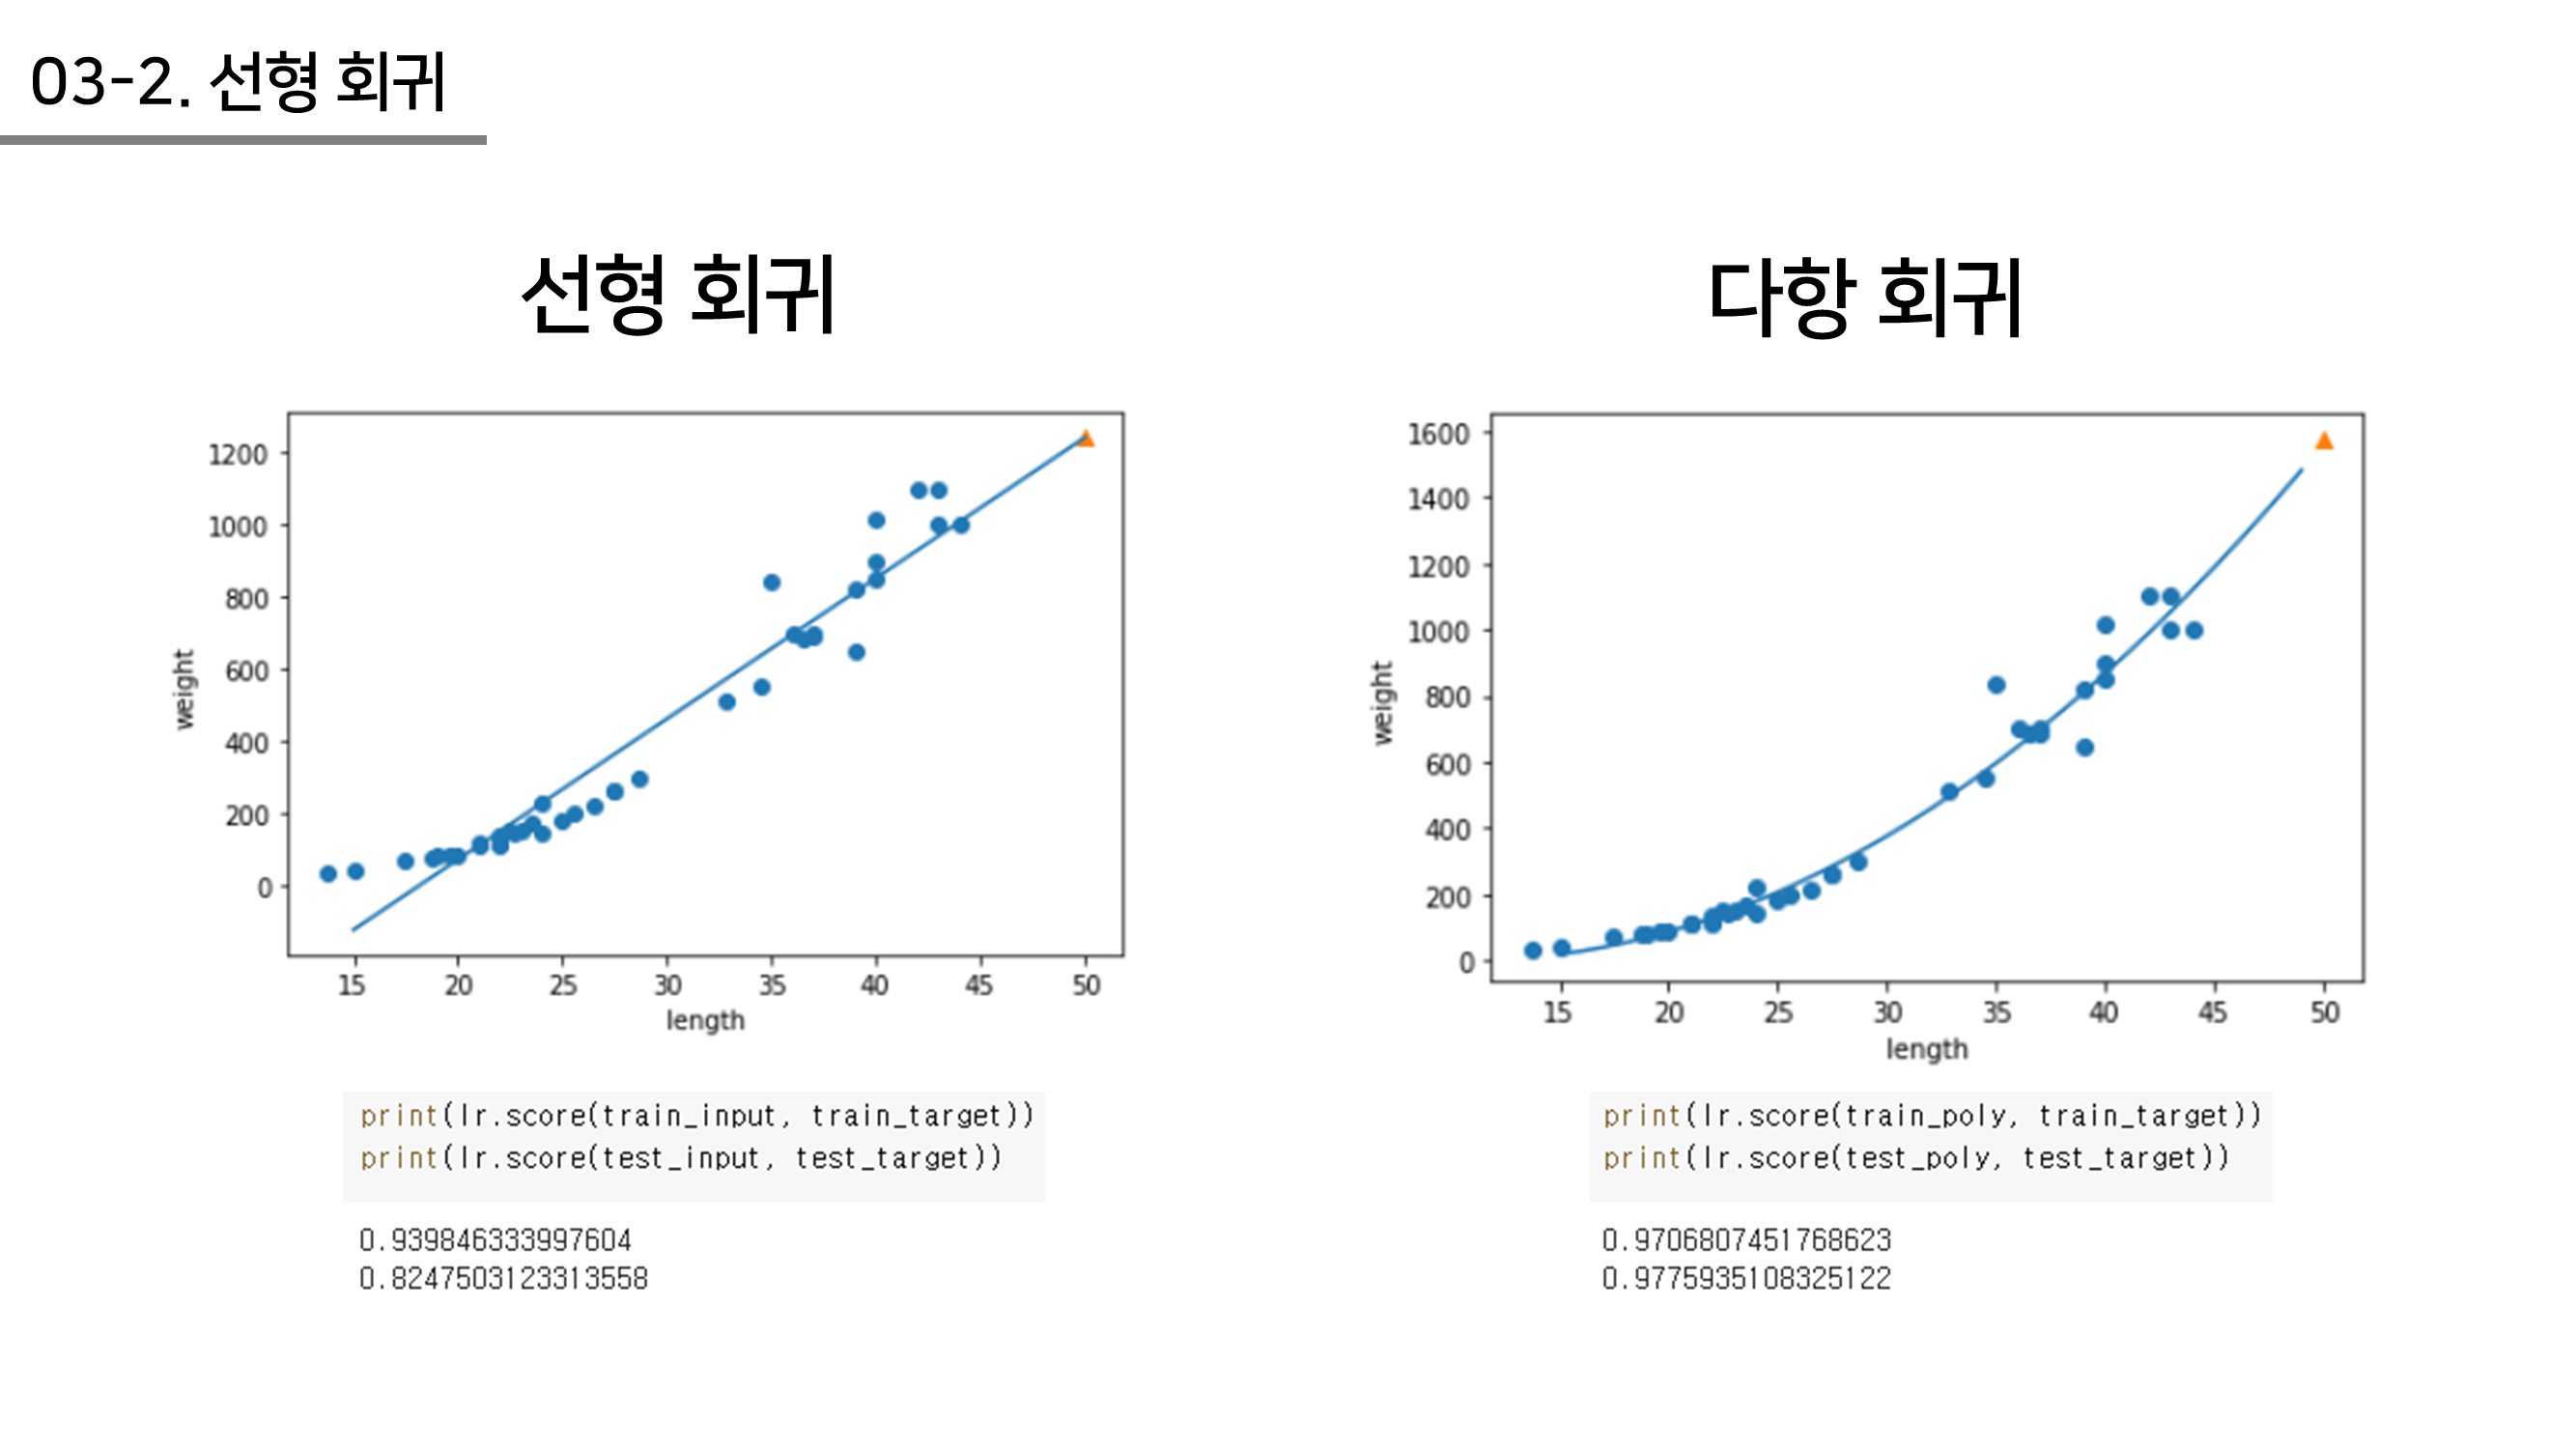 03-2. 선형 회귀
선형 회귀
1200
1000
800
600
400
200
0
weight
15 20 25 30 35 40 45 50
length
print(lr.score(train_input, train_target))
print(lr.score(test_input, test_target))
0.939846333997604
0.8247503123313558
다항 회귀
1600
1400
1200
1000
800
600
400
200
0
weight
15 20 25 30 35 40 45 50
length
print(lr.score(train_poly, train_target))
print(lr.score(test_poly, test_target))
0.9706807451768623
0.9775935108325122